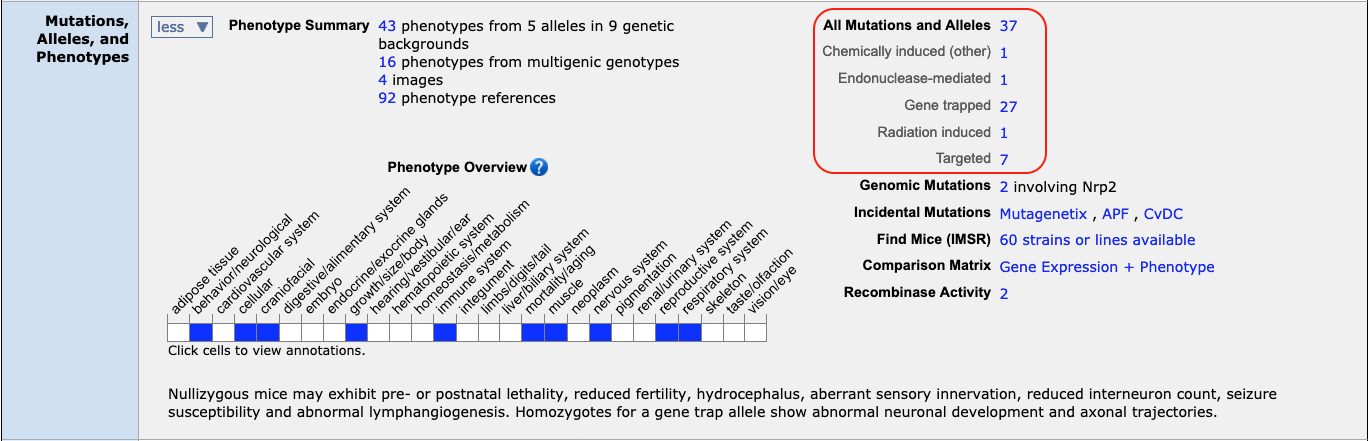 Mutations,
Alleles, and
Phenotypes
less ▼
Phenotype Summary
43 phenotypes from 5 alleles in 9 genetic
backgrounds
16 phenotypes from multigenic genotypes
4 images
92 phenotype references
All Mutations and Alleles 37
Chemically induced (other) 1
Endonuclease-mediated 1
Gene trapped 27
Radiation induced 1
Targeted 7
Genomic Mutations 2 involving Nrp2
Incidental Mutations Mutagenetix , APF , CvDC
Find Mice (IMSR) 60 strains or lines available
Comparison Matrix Gene Expression + Phenotype
Recombinase Activity 2
Phenotype Overview ?
adipose tissue
behavior/neurological
cardiovascular system
cellular
craniofacial
digestive/alimentary system
embryo
endocrine/exocrine glands
growth/size/body
hearing/vestibular/ear
hematopoietic system
homeostasis/metabolism
immune system
integument
limbs/digits/tail
liver/biliary system
mortality/aging
muscle
neoplasm
nervous system
pigmentation
renal/urinary system
reproductive system
respiratory system
skeleton
taste/olfaction
vision/eye
Click cells to view annotations.
Nullizygous mice may exhibit pre- or postnatal lethality, reduced fertility, hydrocephalus, aberrant sensory innervation, reduced interneuron count, seizure
susceptibility and abnormal lymphangiogenesis. Homozygotes for a gene trap allele show abnormal neuronal development and axonal trajectories.